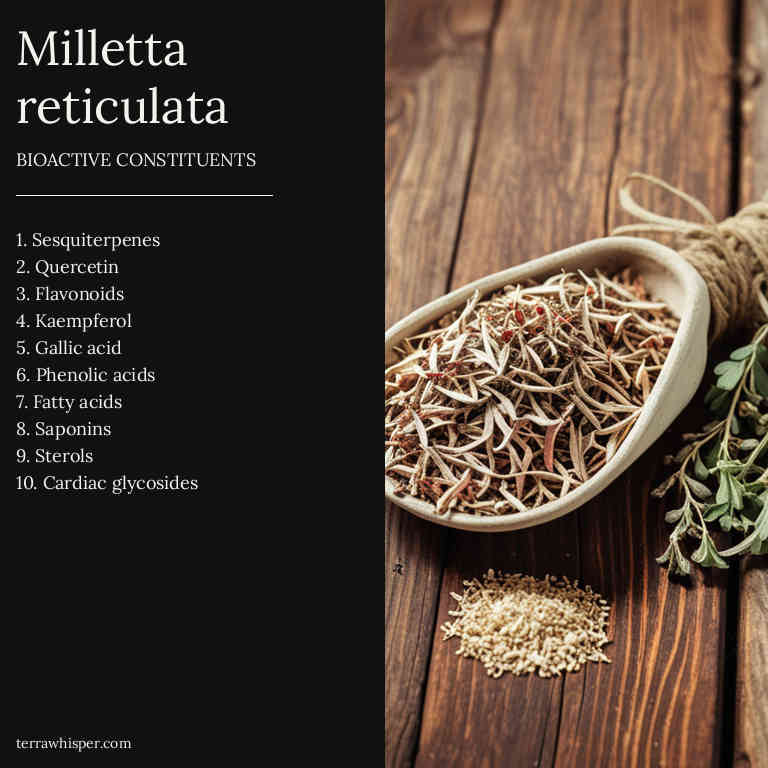 Milletta
reticulata
BIOACTIVE CONSTITUENTS
1. Sesquiterpenes
2. Quercetin
3. Flavonoids
4. Kaempferol
5. Gallic acid
6. Phenolic acids
7. Fatty acids
8. Saponins
9. Sterols
10. Cardiac glycosides
terrawhisper.com